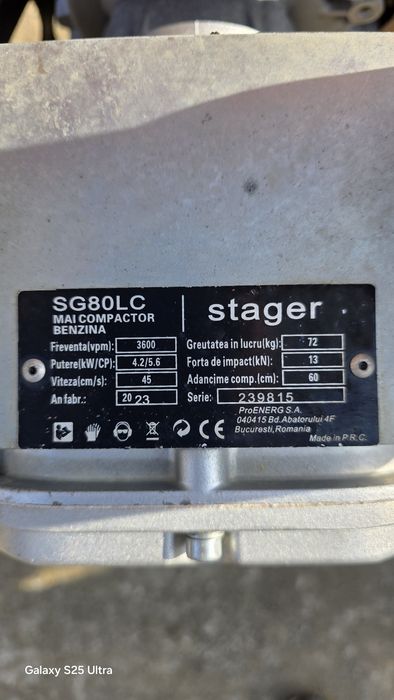 SG80LC
MAI COMPACTOR
BENZINA
stager
Freventa(vpm): 3600
Putere(kW/CP): 4.2/5.6
Viteza(cm/s): 45
An fabr.: 20 23
Greutatea in lucru(kg): 72
Forta de impact(kN): 13
Adancime comp.(cm): 60
Serie: 239815
ProENERG S.A.
040415 Bd.Abatorului 4F
Bucuresti,Romania
Made in P.R.C.
CE
Galaxy S25 Ultra